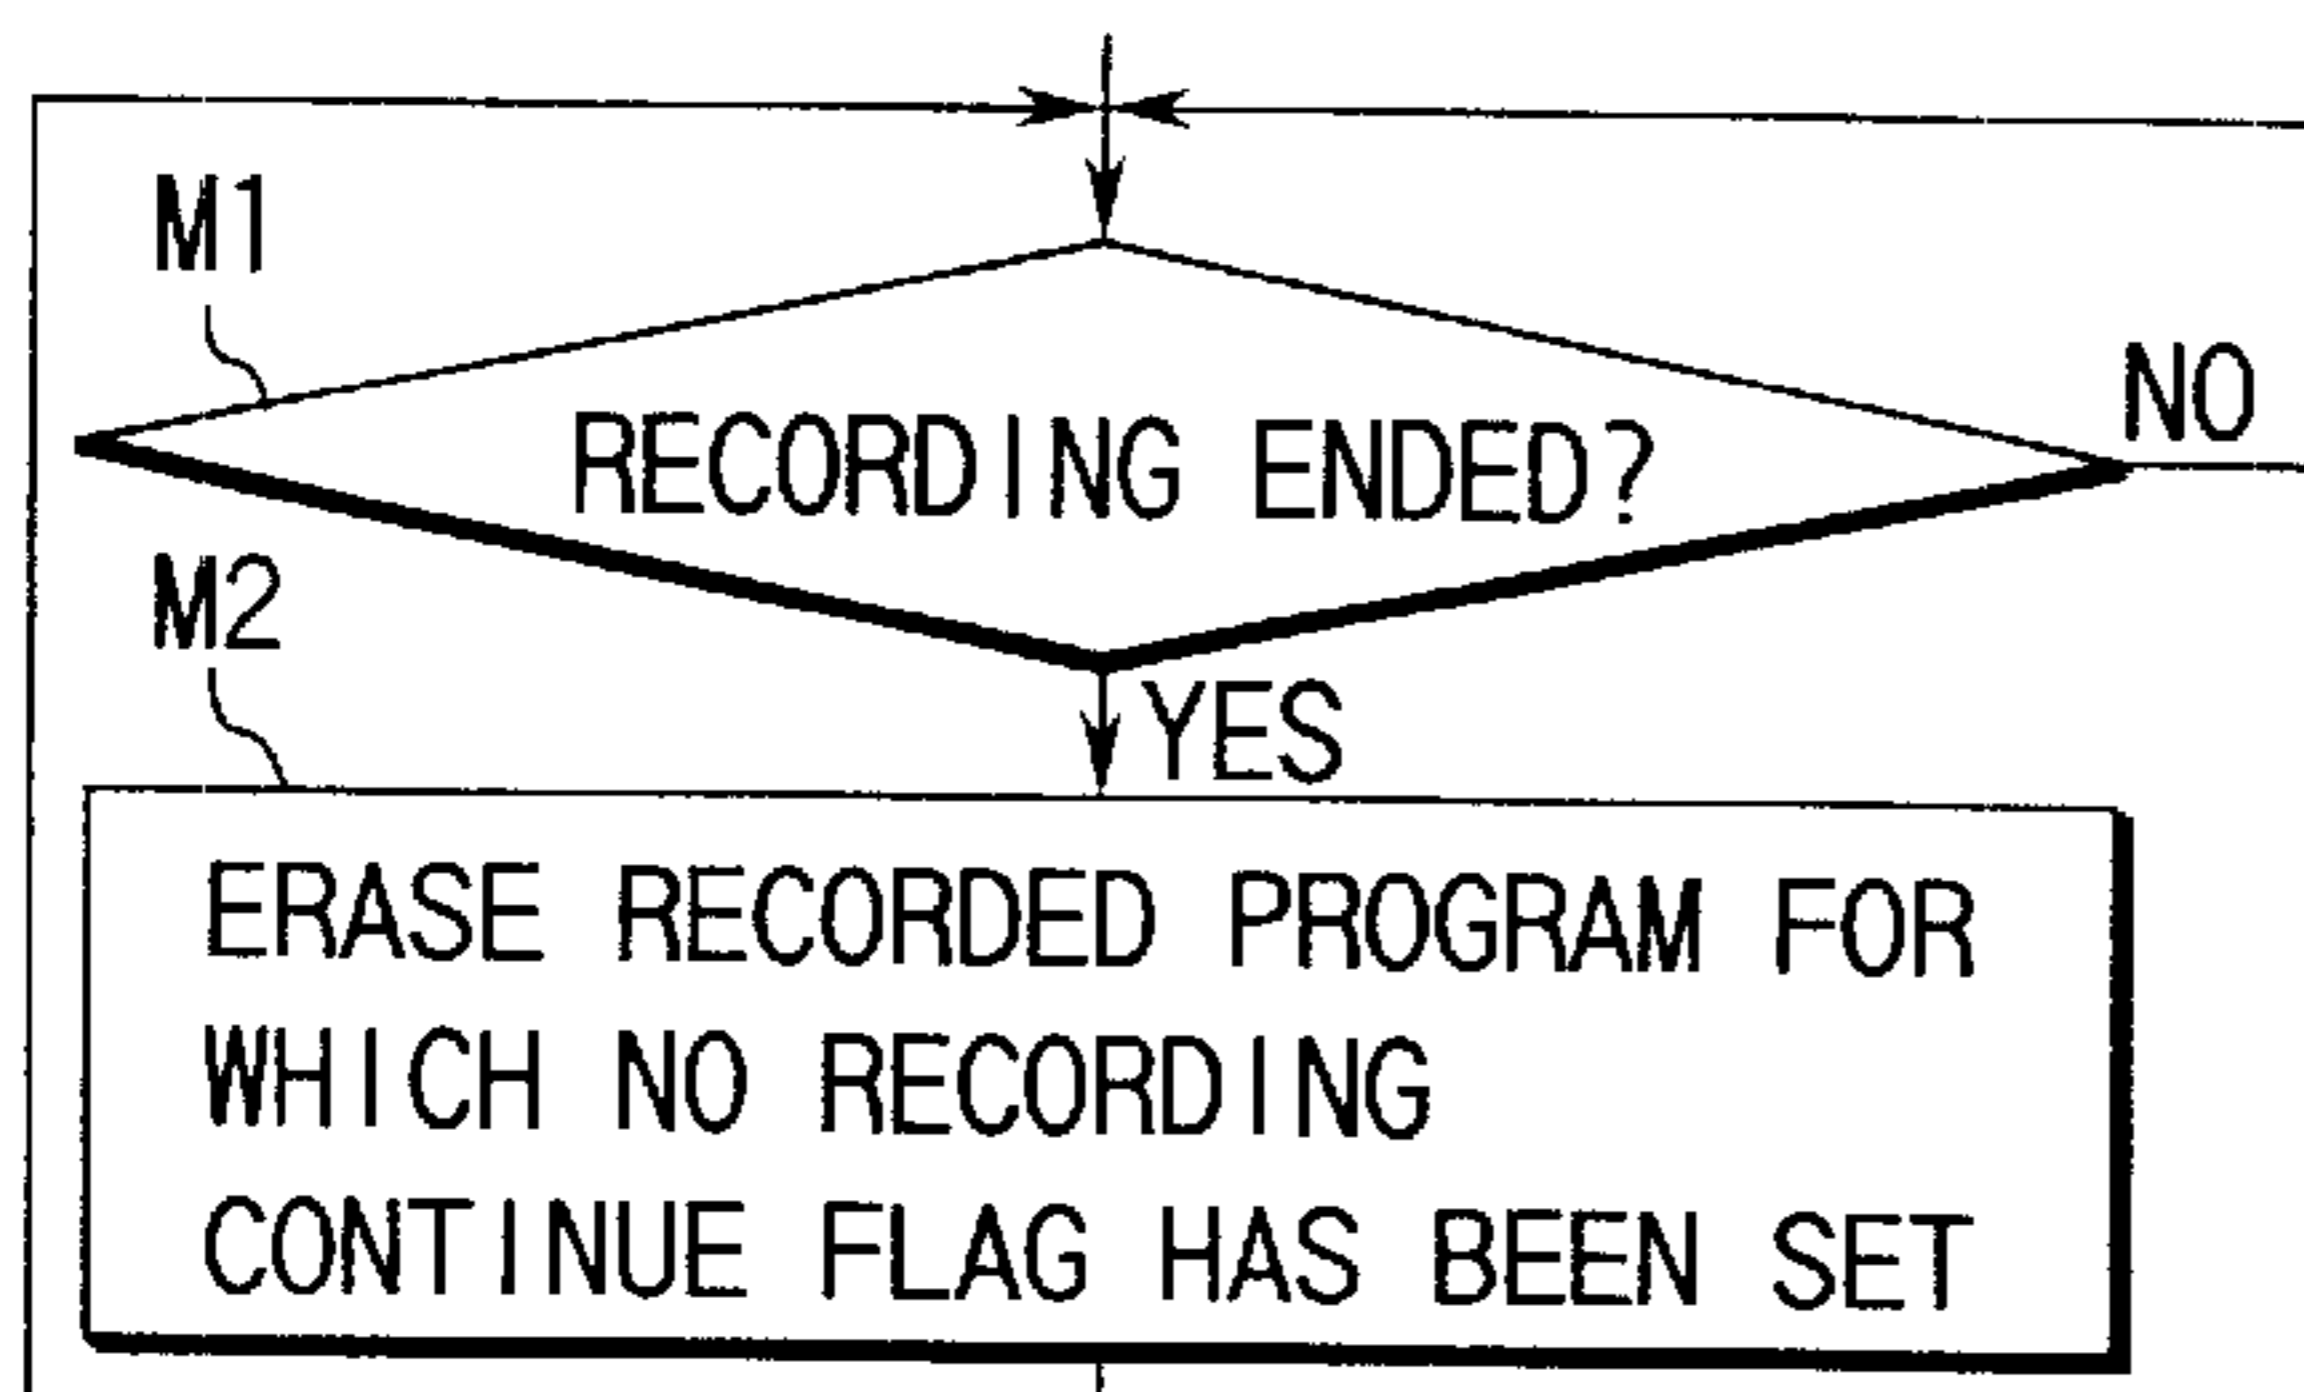 M1
RECORDING ENDED?
NO
M2
YES
ERASE RECORDED PROGRAM FOR
WHICH NO RECORDING
CONTINUE FLAG HAS BEEN SET